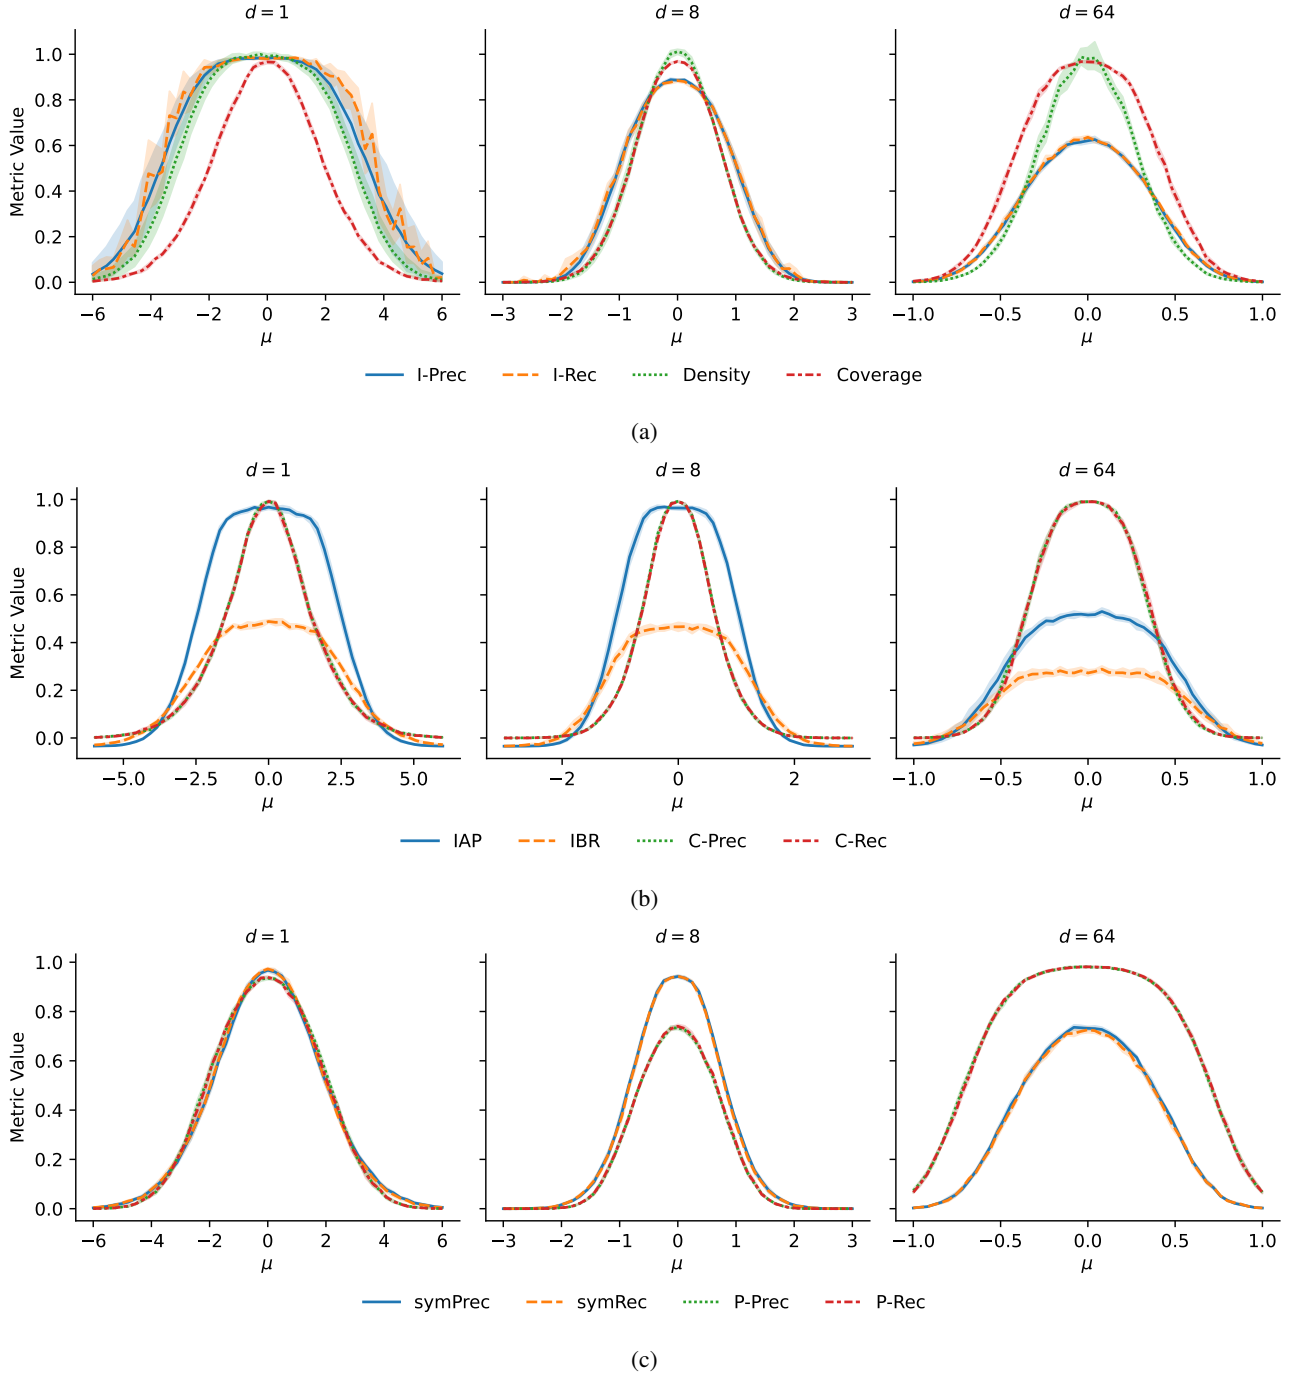 d = 1 d = 8 d = 64
Metric Value
1.0
0.8
0.6
0.4
0.2
0.0
−6 −4 −2 0 2 4 6
−3 −2 −1 0 1 2 3
−1.0 −0.5 0.0 0.5 1.0
μ μ μ
I-Prec I-Rec Density Coverage
(a)
d = 1 d = 8 d = 64
Metric Value
1.0
0.8
0.6
0.4
0.2
0.0
−5.0 −2.5 0.0 2.5 5.0
−2 0 2
−1.0 −0.5 0.0 0.5 1.0
μ μ μ
IAP IBR C-Prec C-Rec
(b)
d = 1 d = 8 d = 64
Metric Value
1.0
0.8
0.6
0.4
0.2
0.0
−6 −4 −2 0 2 4 6
−3 −2 −1 0 1 2 3
−1.0 −0.5 0.0 0.5 1.0
μ μ μ
symPrec symRec P-Prec P-Rec
(c)